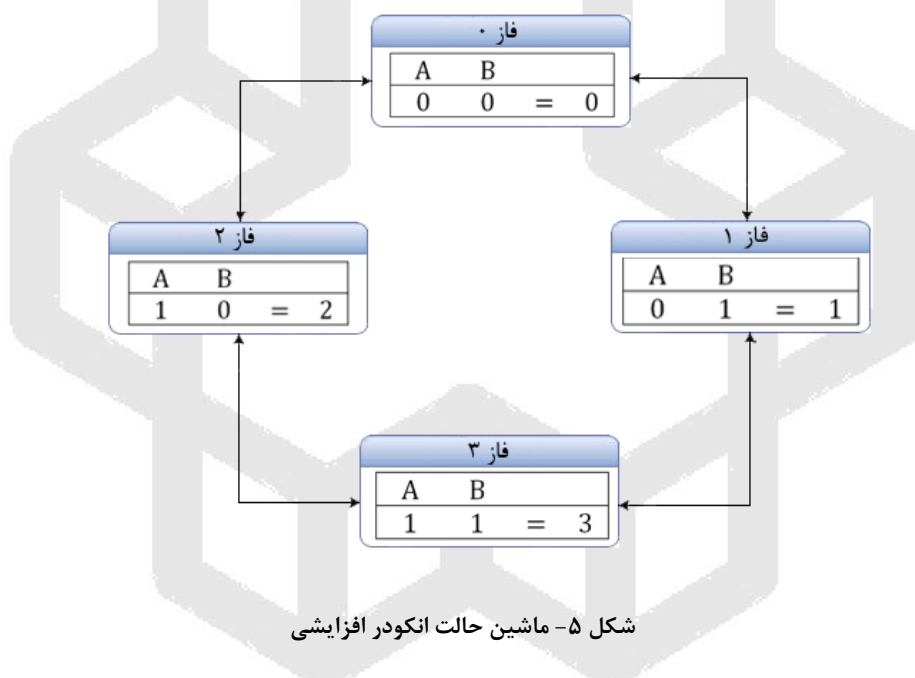 فاز ۰
A B
0 0 = 0
فاز ۲
A B
1 0 = 2
فاز ۱
A B
0 1 = 1
فاز ۳
A B
1 1 = 3
شکل ۵- ماشین حالت انکودر افزایشی